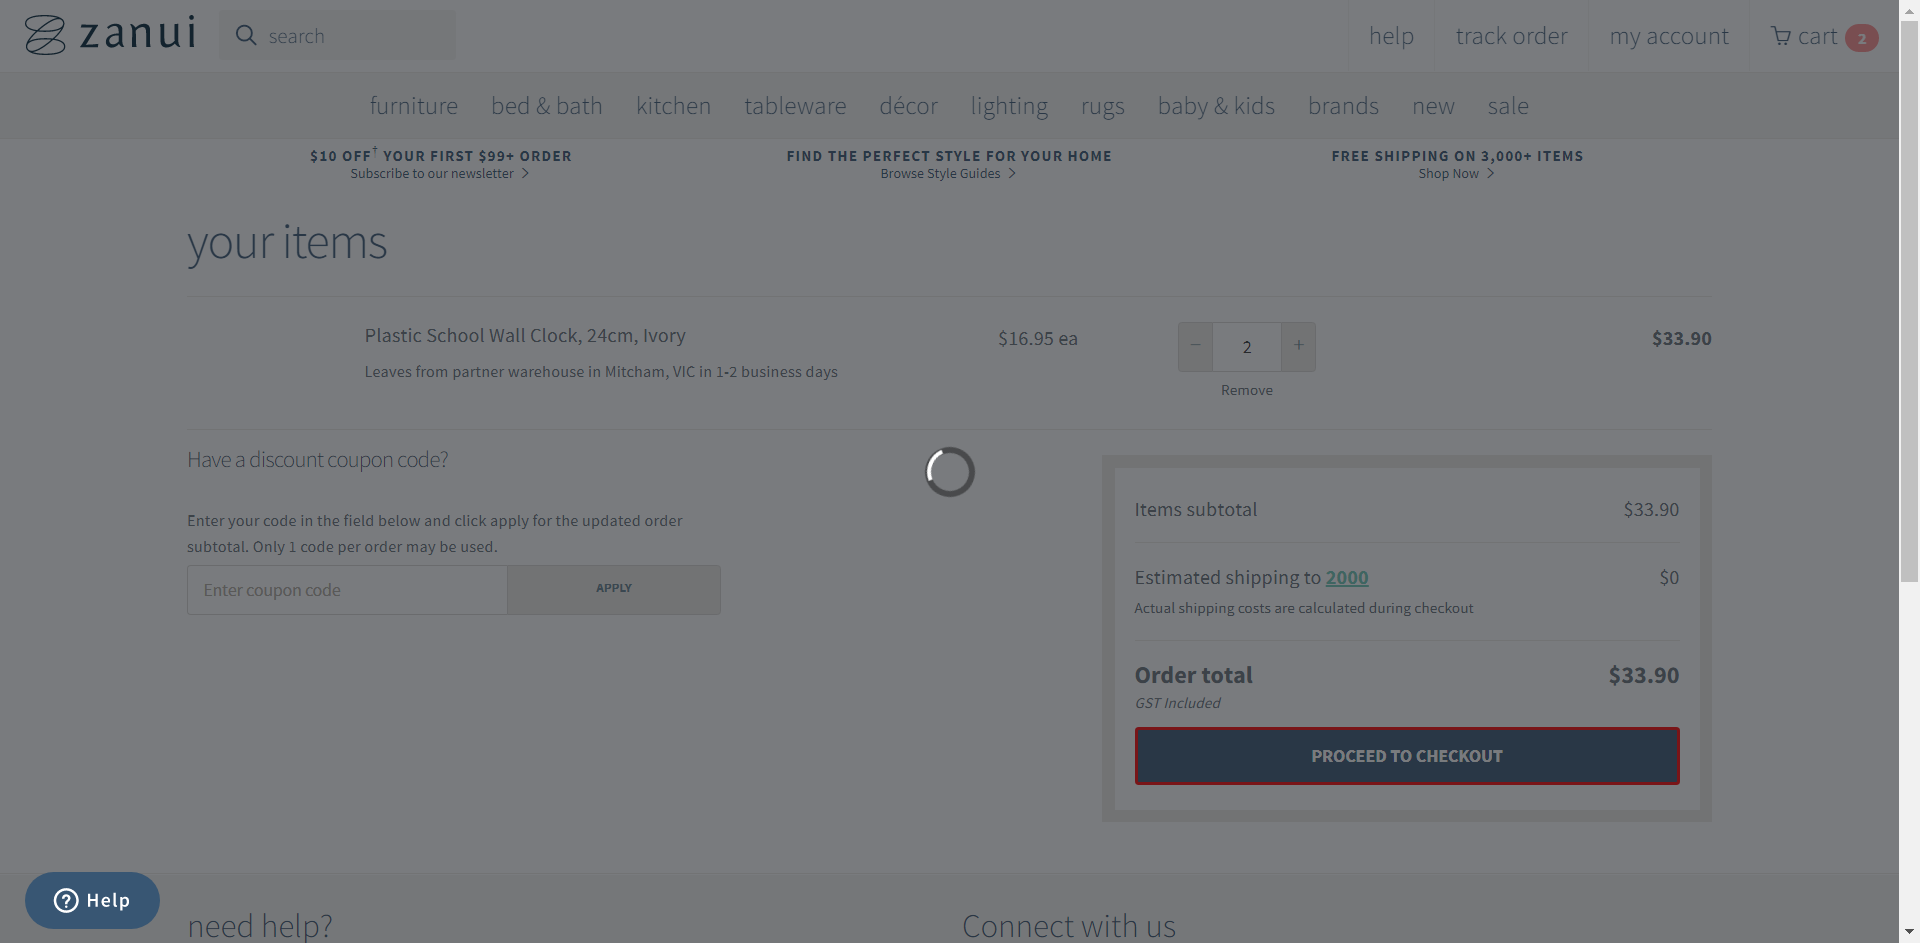 zanui
search
help
track order
my account
cart 2
furniture
bed & bath
kitchen
tableware
décor
lighting
rugs
baby & kids
brands
new
sale
$10 OFF† YOUR FIRST $99+ ORDER
Subscribe to our newsletter
FIND THE PERFECT STYLE FOR YOUR HOME
Browse Style Guides
FREE SHIPPING ON 3,000+ ITEMS
Shop Now
your items
Plastic School Wall Clock, 24cm, Ivory
Leaves from partner warehouse in Mitcham, VIC in 1-2 business days
$16.95 ea
− 2 +
Remove
$33.90
Have a discount coupon code?
Enter your code in the field below and click apply for the updated order
subtotal. Only 1 code per order may be used.
Enter coupon code
APPLY
Items subtotal $33.90
Estimated shipping to 2000 $0
Actual shipping costs are calculated during checkout
Order total $33.90
GST Included
PROCEED TO CHECKOUT
Help
need help?
Connect with us